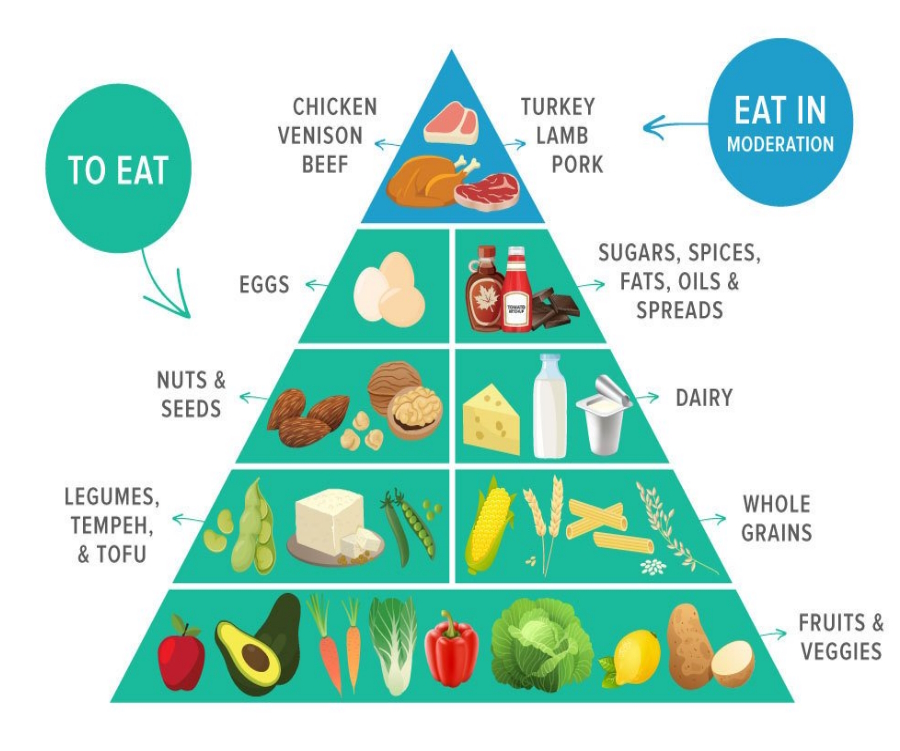 CHICKEN
VENISON
BEEF
TURKEY
LAMB
PORK
EAT IN
MODERATION
TO EAT
EGGS
SUGARS, SPICES,
FATS, OILS &
SPREADS
TOMATO
KETCHUP
NUTS &
SEEDS
DAIRY
LEGUMES,
TEMPEH,
& TOFU
WHOLE
GRAINS
FRUITS &
VEGGIES